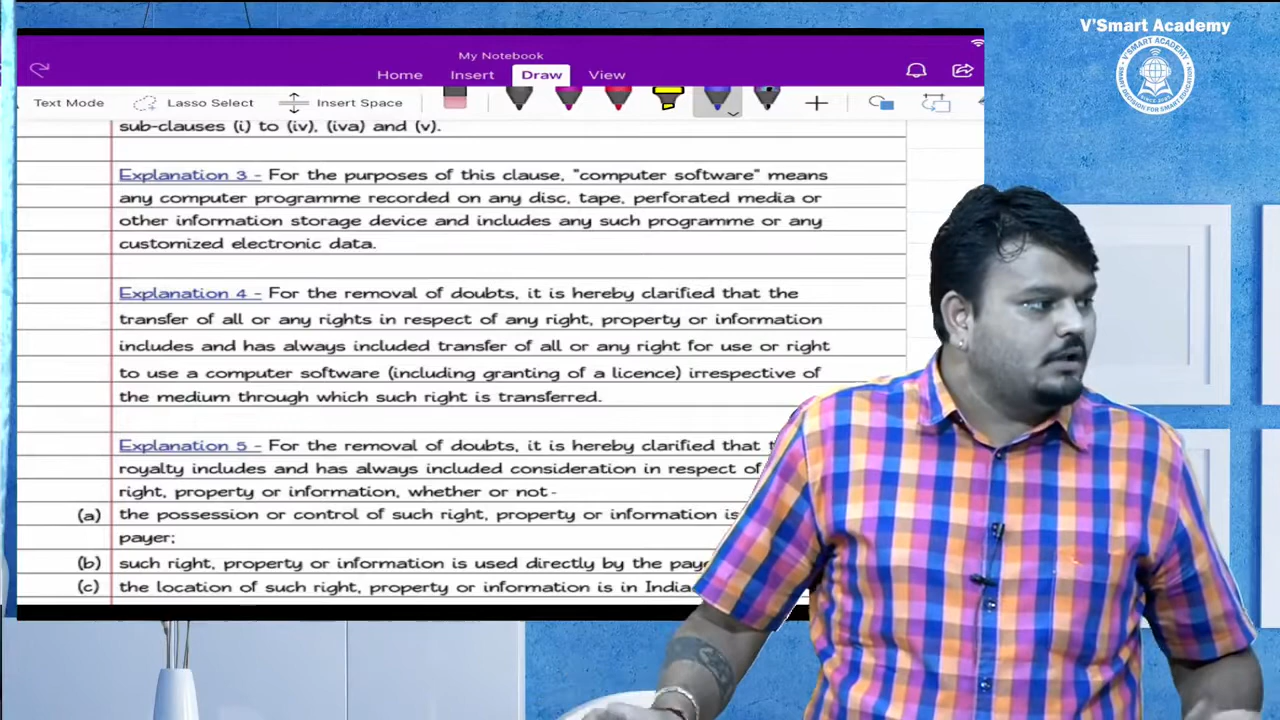 V'Smart Academy
V'SMART ACADEMY
SMART DECISION FOR SMART EDUCATION
My Notebook
Home Insert Draw View
Text Mode Lasso Select Insert Space
sub-clauses (i) to (iv), (iva) and (v).
Explanation 3 - For the purposes of this clause, "computer software" means
any computer programme recorded on any disc, tape, perforated media or
other information storage device and includes any such programme or any
customized electronic data.
Explanation 4 - For the removal of doubts, it is hereby clarified that the
transfer of all or any rights in respect of any right, property or information
includes and has always included transfer of all or any right for use or right
to use a computer software (including granting of a licence) irrespective of
the medium through which such right is transferred.
Explanation 5 - For the removal of doubts, it is hereby clarified that
royalty includes and has always included consideration in respect of
right, property or information, whether or not -
(a) the possession or control of such right, property or information is
payer;
(b) such right, property or information is used directly by the
(c) the location of such right, property or information is in India